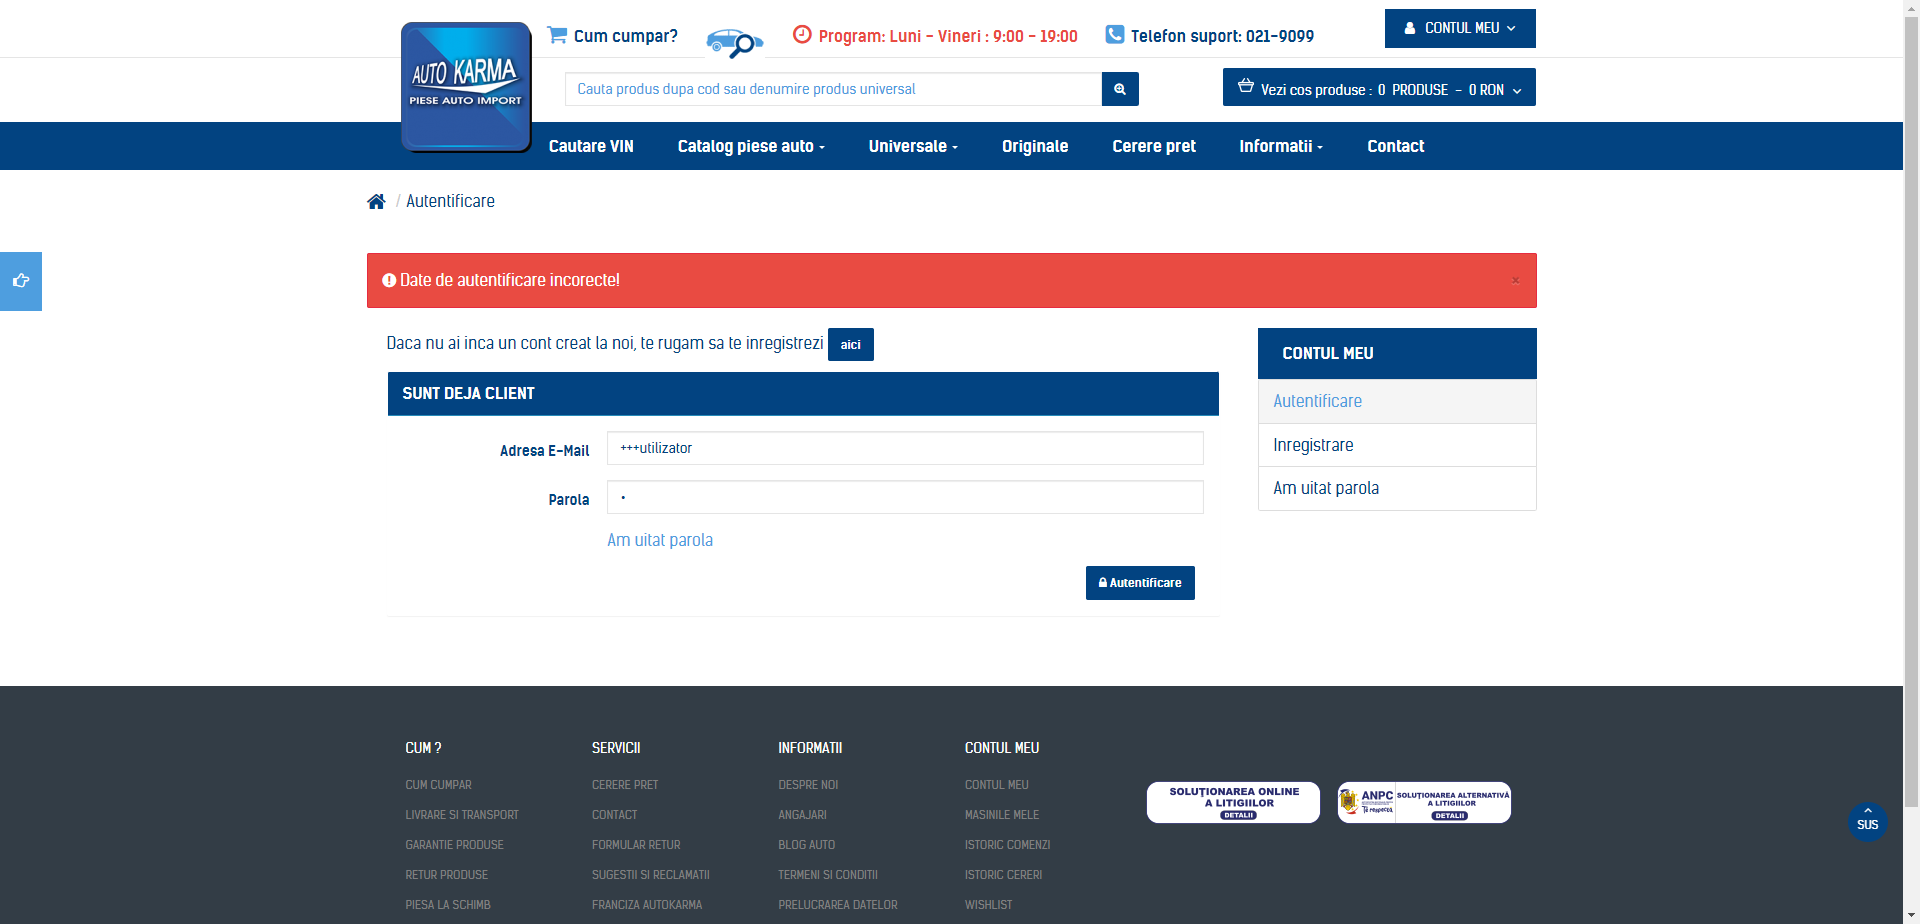 Cum cumpar?
Program: Luni - Vineri : 9:00 - 19:00
Telefon suport: 021-9099
CONTUL MEU
AUTO KARMA
PIESE AUTO IMPORT
Cauta produs dupa cod sau denumire produs universal
Vezi cos produse : 0 PRODUSE - 0 RON
Cautare VIN
Catalog piese auto
Universale
Originale
Cerere pret
Informatii
Contact
/ Autentificare
Date de autentificare incorecte!
×
Daca nu ai inca un cont creat la noi, te rugam sa te inregistrezi aici
SUNT DEJA CLIENT
Adresa E-Mail
+++utilizator
Parola
•
Am uitat parola
Autentificare
CONTUL MEU
Autentificare
Inregistrare
Am uitat parola
CUM ?
CUM CUMPAR
LIVRARE SI TRANSPORT
GARANTIE PRODUSE
RETUR PRODUSE
PIESA LA SCHIMB
SERVICII
CERERE PRET
CONTACT
FORMULAR RETUR
SUGESTII SI RECLAMATII
FRANCIZA AUTOKARMA
INFORMATII
DESPRE NOI
ANGAJARI
BLOG AUTO
TERMENI SI CONDITII
PRELUCRAREA DATELOR
CONTUL MEU
CONTUL MEU
MASINILE MELE
ISTORIC COMENZI
ISTORIC CERERI
WISHLIST
SOLUȚIONAREA ONLINE
A LITIGIILOR
DETALII
ANPC
Te respecta
SOLUȚIONAREA ALTERNATIVĂ
A LITIGIILOR
DETALII
SUS